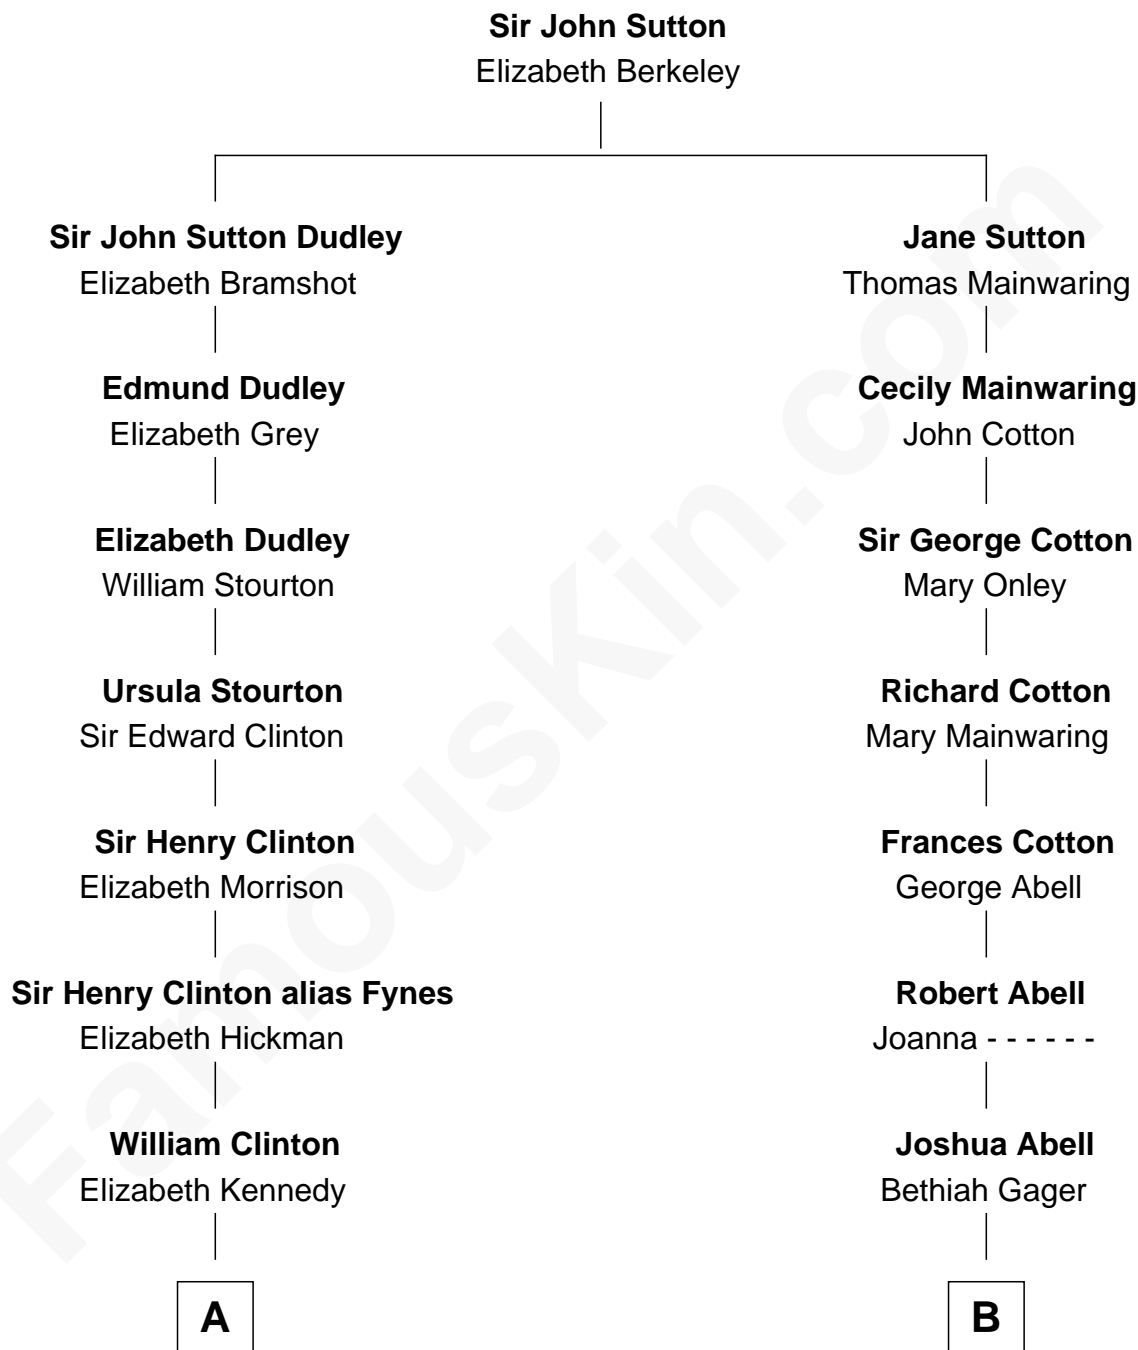 Sir John Sutton
Elizabeth Berkeley
Sir John Sutton Dudley
Elizabeth Bramshot
Edmund Dudley
Elizabeth Grey
Elizabeth Dudley
William Stourton
Ursula Stourton
Sir Edward Clinton
Sir Henry Clinton
Elizabeth Morrison
Sir Henry Clinton alias Fynes
Elizabeth Hickman
William Clinton
Elizabeth Kennedy
A
Jane Sutton
Thomas Mainwaring
Cecily Mainwaring
John Cotton
Sir George Cotton
Mary Onley
Richard Cotton
Mary Mainwaring
Frances Cotton
George Abell
Robert Abell
Joanna - - - - - -
Joshua Abell
Bethiah Gager
B
FamousKin.com